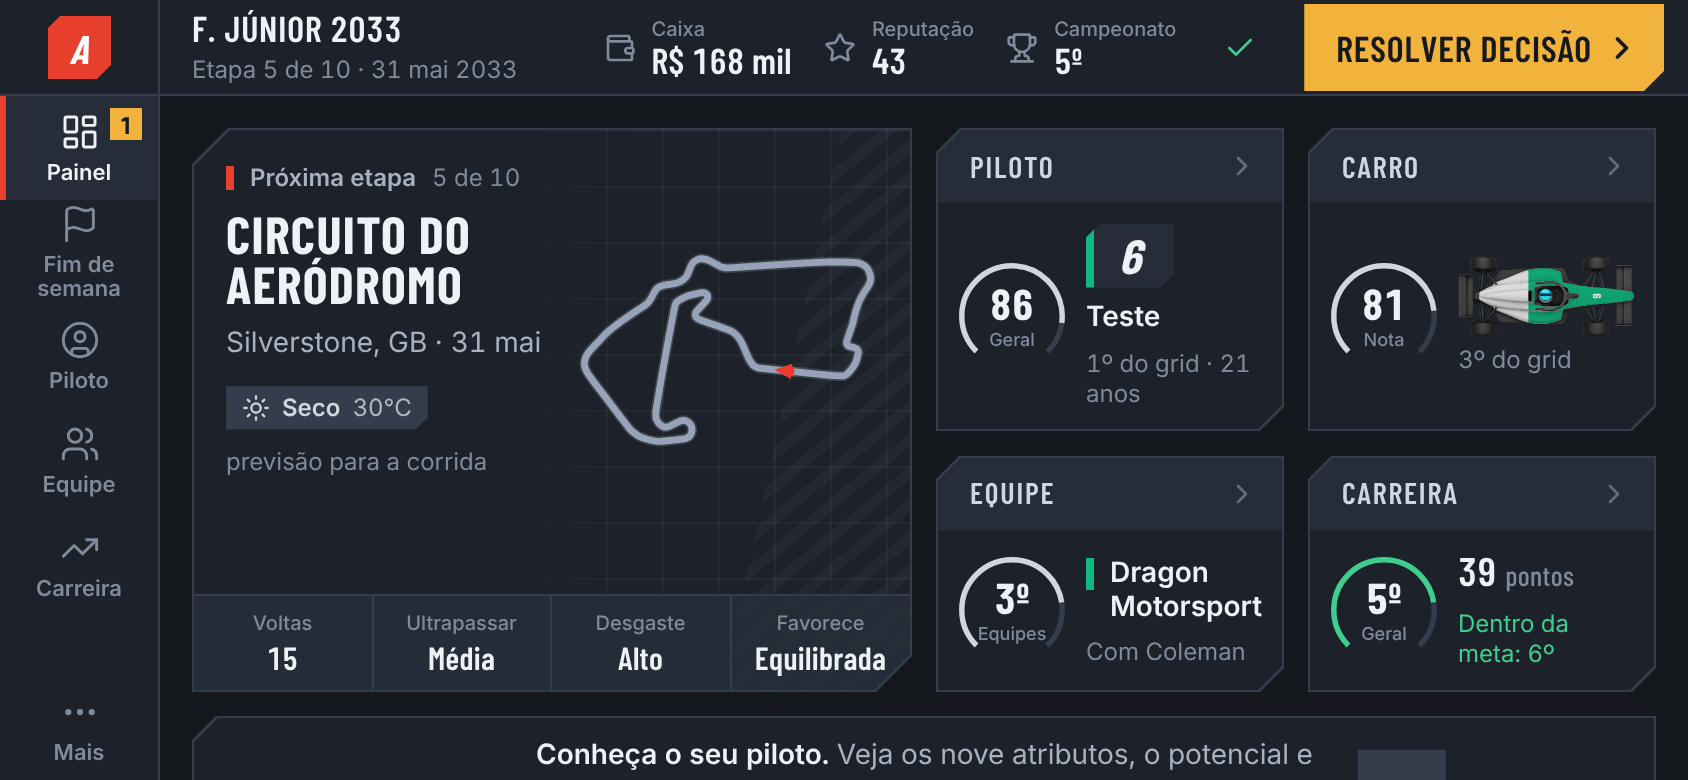 A
F. JÚNIOR 2033
Etapa 5 de 10 · 31 mai 2033
Caixa
R$ 168 mil
Reputação
43
Campeonato
5º
RESOLVER DECISÃO
1
Painel
Fim de
semana
Piloto
Equipe
Carreira
Mais
Próxima etapa 5 de 10
CIRCUITO DO
AERÓDROMO
Silverstone, GB · 31 mai
Seco 30°C
previsão para a corrida
Voltas
15
Ultrapassar
Média
Desgaste
Alto
Favorece
Equilibrada
PILOTO
86
Geral
6
Teste
1º do grid · 21
anos
CARRO
81
Nota
3º do grid
EQUIPE
3º
Equipes
Dragon
Motorsport
Com Coleman
CARREIRA
5º
Geral
39 pontos
Dentro da
meta: 6º
Conheça o seu piloto. Veja os nove atributos, o potencial e